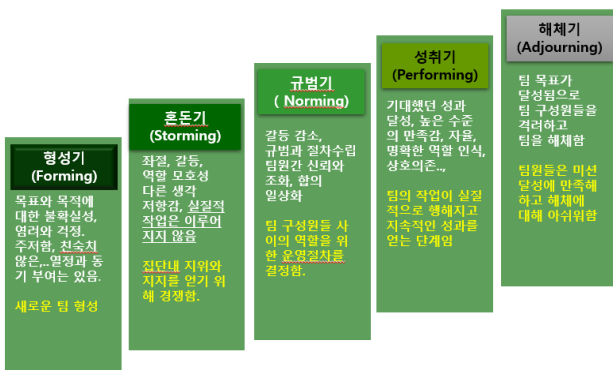 형성기
(Forming)
목표와 목적에
대한 불확실성,
염려와 걱정.
주저함, 친숙치
않은,..열정과 동
기 부여는 있음.
새로운 팀 형성
혼돈기
(Storming)
좌절, 갈등,
역할 모호성
다른 생각
저항감, 실질적
작업은 이루어
지지 않음
집단내 지위와
지지를 얻기 위
해 경쟁함.
규범기
( Norming)
갈등 감소,
규범과 절차수립
팀원간 신뢰와
조화, 합의
일상화
팀 구성원들 사
이의 역할을 위
한 운영절차를
결정함.
성취기
(Performing)
기대했던 성과
달성, 높은 수준
의 만족감, 자율,
명확한 역할 인식,
상호의존..,
팀의 작업이 실질
적으로 행해지고
지속적인 성과를
얻는 단계임
해체기
(Adjourning)
팀 목표가
달성됨으로
팀 구성원들을
격려하고
팀을 해체함
팀원들은 미션
달성에 만족해
하고 해체에
대해 아쉬워함